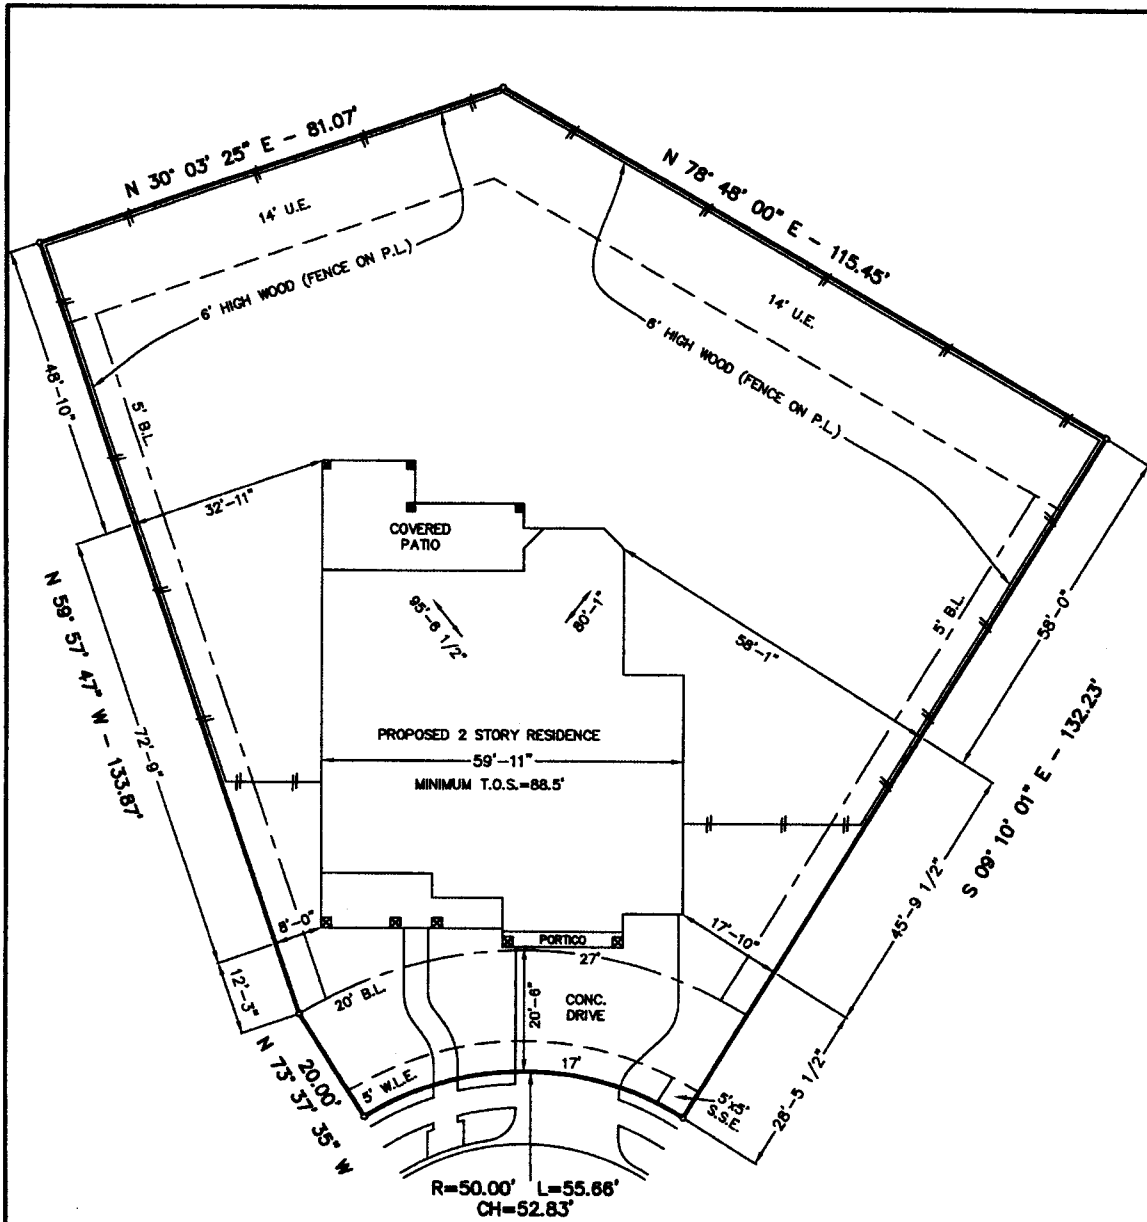 N 30° 03' 25" E - 81.07'
N 78° 48' 00" E - 115.45'
14' U.E.
14' U.E.
6' HIGH WOOD (FENCE ON P.L.)
6' HIGH WOOD (FENCE ON P.L.)
48'-10"
5' B.L.
32'-11"
COVERED
PATIO
95'-6 1/2"
80'-1"
58'-1"
5' B.L.
58'-0"
N 59° 57' 47" W - 133.87'
72'-9"
PROPOSED 2 STORY RESIDENCE
59'-11"
MINIMUM T.O.S.=88.5'
S 09° 10' 01" E - 132.23'
45'-9 1/2"
8'-0"
17'-10"
PORTICO
27'
12'-3"
20' B.L.
20'-6"
CONC.
DRIVE
N 73° 37' 35" W
20.00'
5' W.L.E.
17'
5'x5'
S.S.E.
28'-5 1/2"
R=50.00' L=55.66'
CH=52.83'